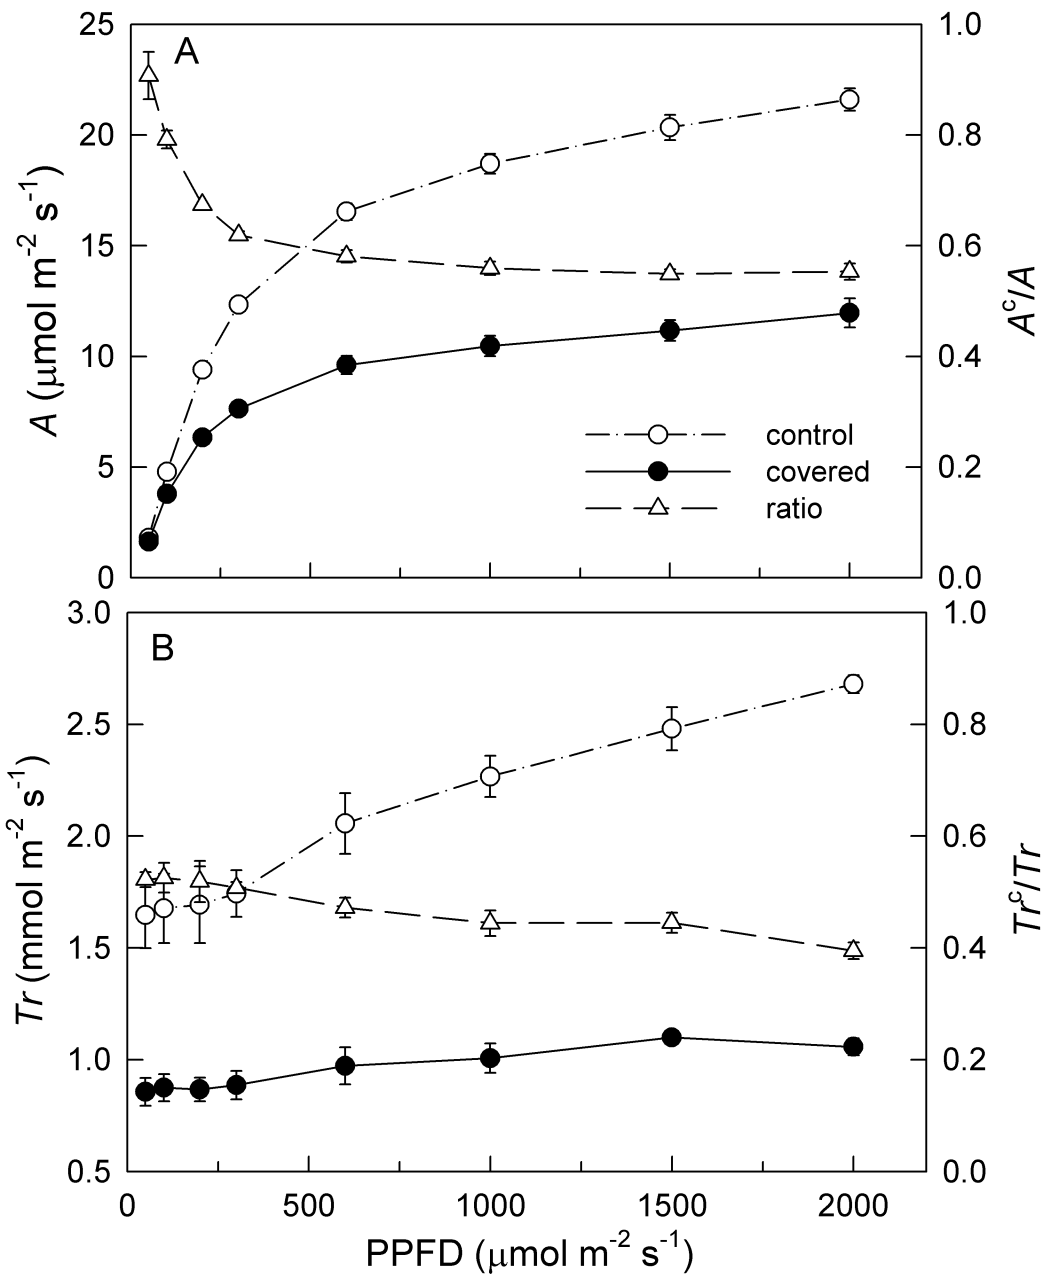 A
25
20
15
10
5
0
A (μmol m⁻² s⁻¹)
1.0
0.8
0.6
0.4
0.2
0.0
Aᶜ/A
control
covered
ratio
B
3.0
2.5
2.0
1.5
1.0
0.5
Tr (mmol m⁻² s⁻¹)
1.0
0.8
0.6
0.4
0.2
0.0
Trᶜ/Tr
0 500 1000 1500 2000
PPFD (μmol m⁻² s⁻¹)